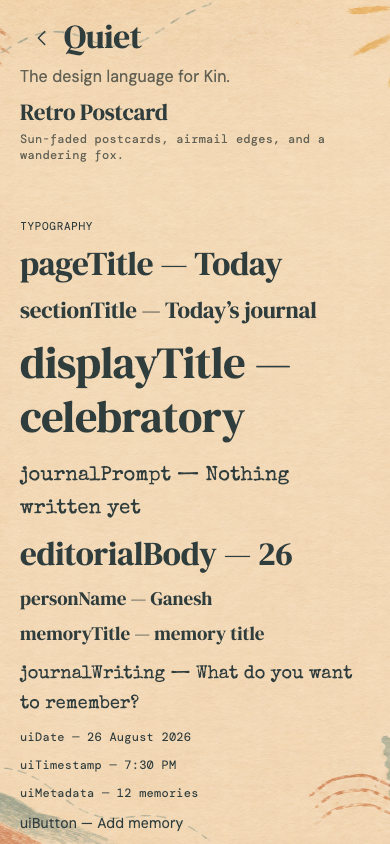 Quiet
The design language for Kin.
Retro Postcard
Sun-faded postcards, airmail edges, and a
wandering fox.
TYPOGRAPHY
pageTitle — Today
sectionTitle — Today’s journal
displayTitle —
celebratory
journalPrompt — Nothing
written yet
editorialBody — 26
personName — Ganesh
memoryTitle — memory title
journalWriting — What do you want
to remember?
uiDate — 26 August 2026
uiTimestamp — 7:30 PM
uiMetadata — 12 memories
uiButton — Add memory